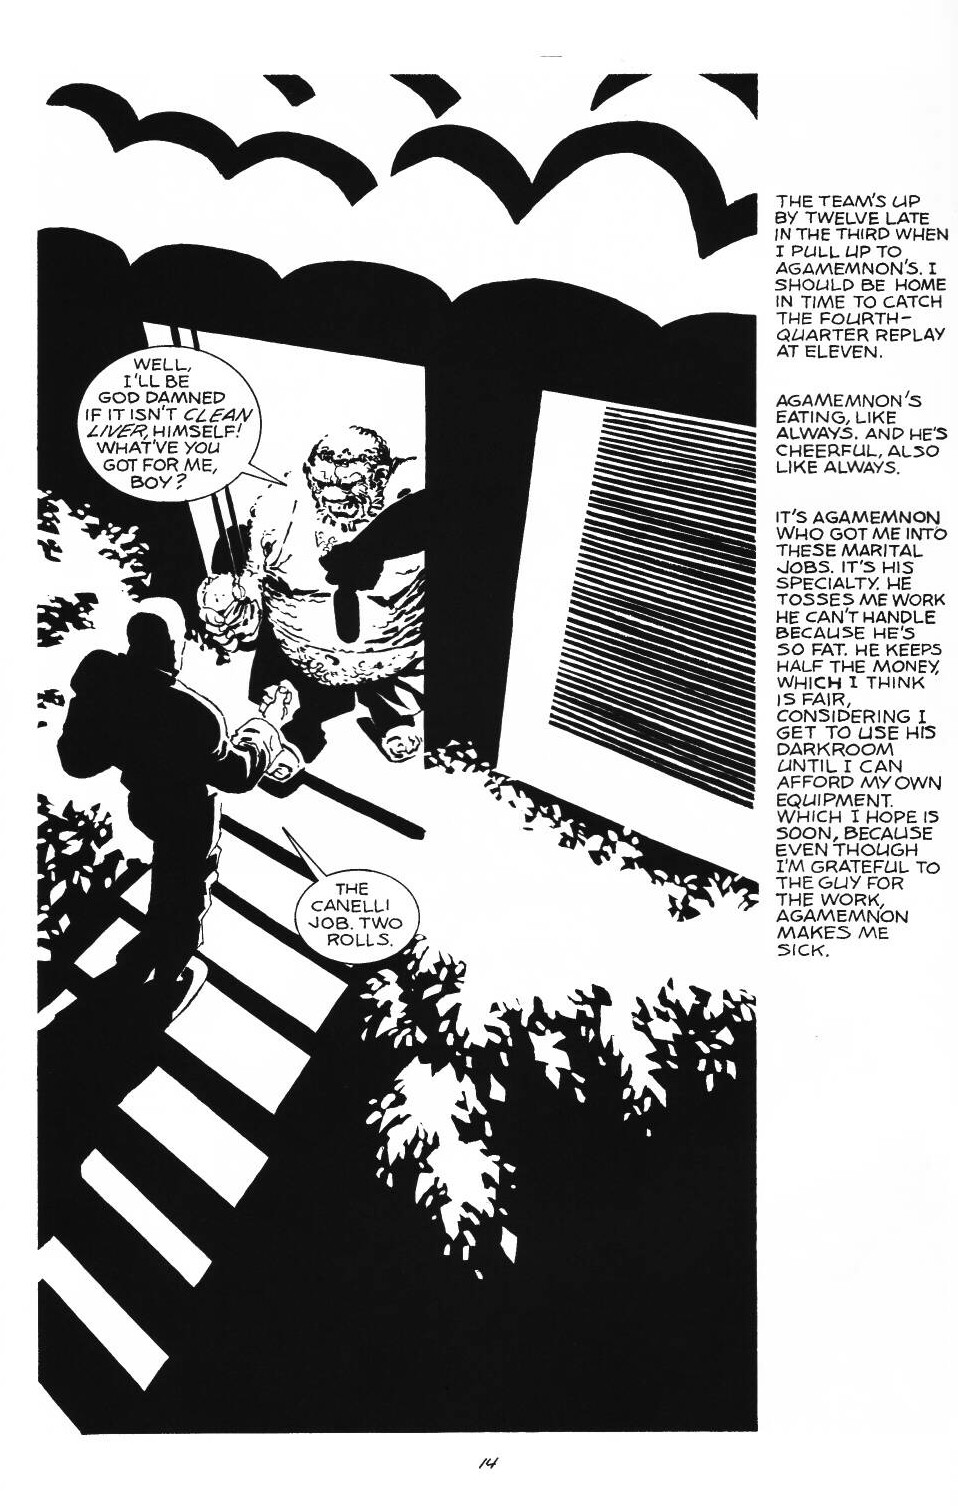 WELL,
I'LL BE
GOD DAMNED
IF IT ISN'T CLEAN
LIVER, HIMSELF!
WHAT'VE YOU
GOT FOR ME,
BOY?
THE
CANELLI
JOB. TWO
ROLLS.
THE TEAM'S UP
BY TWELVE LATE
IN THE THIRD WHEN
I PULL UP TO
AGAMEMNON'S. I
SHOULD BE HOME
IN TIME TO CATCH
THE FOURTH-
QUARTER REPLAY
AT ELEVEN.
AGAMEMNON'S
EATING, LIKE
ALWAYS. AND HE'S
CHEERFUL, ALSO
LIKE ALWAYS.
IT'S AGAMEMNON
WHO GOT ME INTO
THESE MARITAL
JOBS. IT'S HIS
SPECIALTY. HE
TOSSES ME WORK
HE CAN'T HANDLE
BECAUSE HE'S
SO FAT. HE KEEPS
HALF THE MONEY,
WHICH I THINK
IS FAIR,
CONSIDERING I
GET TO USE HIS
DARKROOM
UNTIL I CAN
AFFORD MY OWN
EQUIPMENT.
WHICH I HOPE IS
SOON, BECAUSE
EVEN THOUGH
I'M GRATEFUL TO
THE GUY FOR
THE WORK,
AGAMEMNON
MAKES ME
SICK.
14